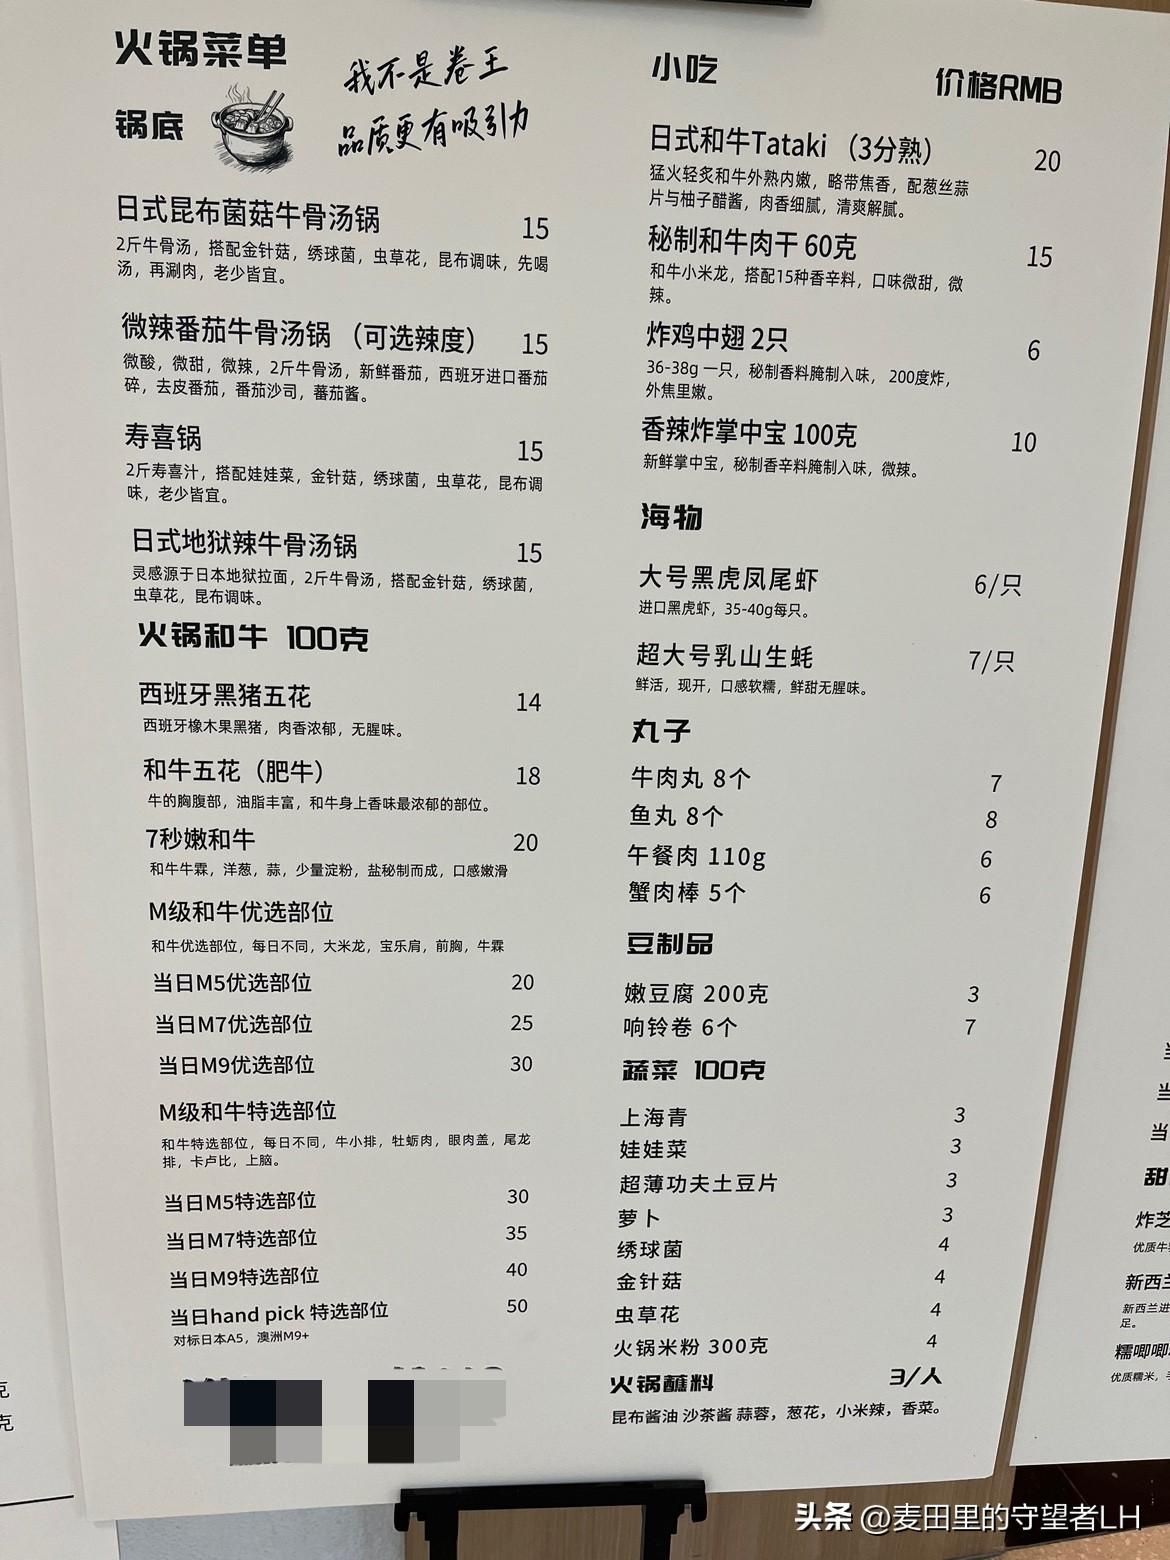 火锅菜单
我不是卷王
品质更有吸引力
锅底
日式昆布菌菇牛骨汤锅 15
2斤牛骨汤，搭配金针菇，绣球菌，虫草花，昆布调味，先喝
汤，再涮肉，老少皆宜。
微辣番茄牛骨汤锅 （可选辣度） 15
微酸，微甜，微辣，2斤牛骨汤，新鲜番茄，西班牙进口番茄
碎，去皮番茄，番茄沙司，蕃茄酱。
寿喜锅 15
2斤寿喜汁，搭配娃娃菜，金针菇，绣球菌，虫草花，昆布调
味，老少皆宜。
日式地狱辣牛骨汤锅 15
灵感源于日本地狱拉面，2斤牛骨汤，搭配金针菇，绣球菌，
虫草花，昆布调味。
火锅和牛 100克
西班牙黑猪五花 14
西班牙橡木果黑猪，肉香浓郁，无腥味。
和牛五花（肥牛） 18
牛的胸腹部，油脂丰富，和牛身上香味最浓郁的部位。
7秒嫩和牛 20
和牛牛霖，洋葱，蒜，少量淀粉，盐秘制而成，口感嫩滑
M级和牛优选部位
和牛优选部位，每日不同，大米龙，宝乐肩，前胸，牛霖
当日M5优选部位 20
当日M7优选部位 25
当日M9优选部位 30
M级和牛特选部位
和牛特选部位，每日不同，牛小排，牡蛎肉，眼肉盖，尾龙
排，卡卢比，上脑。
当日M5特选部位 30
当日M7特选部位 35
当日M9特选部位 40
当日hand pick 特选部位 50
对标日本A5，澳洲M9+
小吃 价格RMB
日式和牛Tataki （3分熟） 20
猛火轻炙和牛外熟内嫩，略带焦香，配葱丝蒜
片与柚子醋酱，肉香细腻，清爽解腻。
秘制和牛肉干 60克 15
和牛小米龙，搭配15种香辛料，口味微甜，微
辣。
炸鸡中翅 2只 6
36-38g 一只，秘制香料腌制入味， 200度炸，
外焦里嫩。
香辣炸掌中宝 100克 10
新鲜掌中宝，秘制香辛料腌制入味，微辣。
海物
大号黑虎凤尾虾 6/只
进口黑虎虾，35-40g每只。
超大号乳山生蚝 7/只
鲜活，现开，口感软糯，鲜甜无腥味。
丸子
牛肉丸 8个 7
鱼丸 8个 8
午餐肉 110g 6
蟹肉棒 5个 6
豆制品
嫩豆腐 200克 3
响铃卷 6个 7
蔬菜 100克
上海青 3
娃娃菜 3
超薄功夫土豆片 3
萝卜 3
绣球菌 4
金针菇 4
虫草花 4
火锅米粉 300克 4
火锅蘸料 3/人
昆布酱油 沙茶酱 蒜蓉，葱花，小米辣，香菜。
克
克
当
当
当
甜
炸芝
优质牛
新西兰
新西兰进
足。
糯唧唧
优质糯米，手
头条 @麦田里的守望者LH